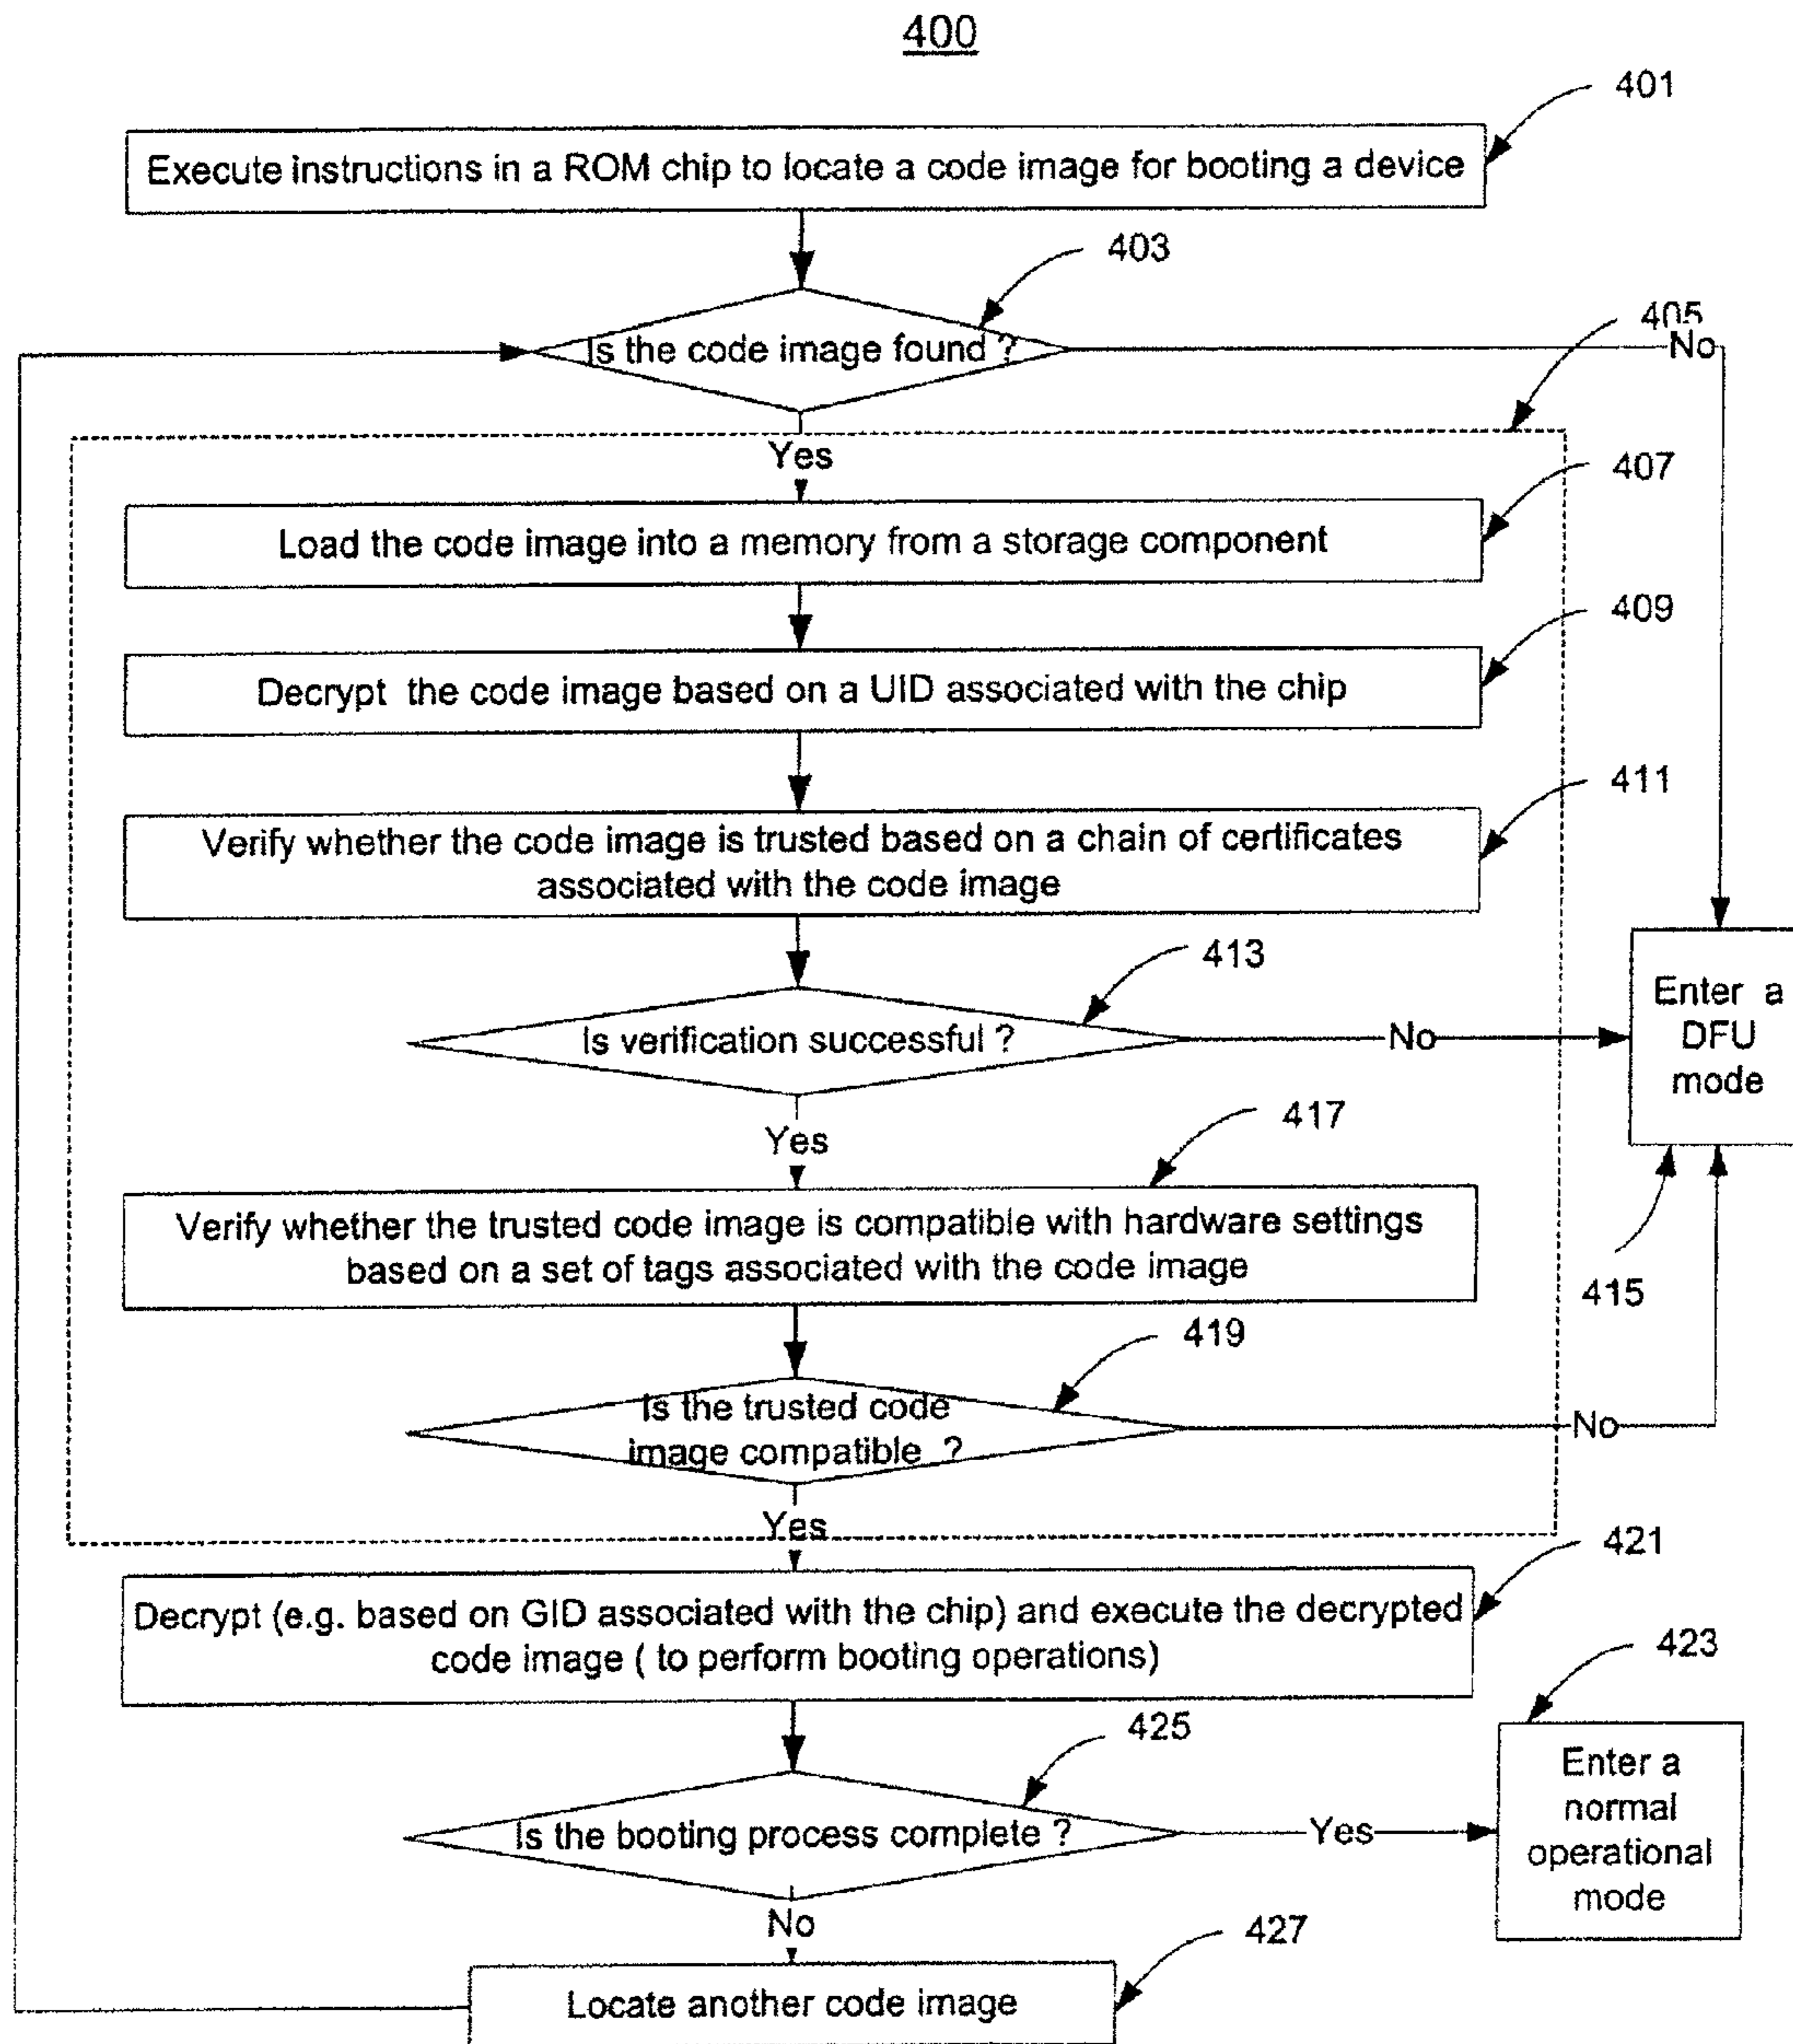 400
401
Execute instructions in a ROM chip to locate a code image for booting a device
403
Is the code image found ?
405
No
Yes
407
Load the code image into a memory from a storage component
409
Decrypt the code image based on a UID associated with the chip
411
Verify whether the code image is trusted based on a chain of certificates
associated with the code image
413
Is verification successful ?
No
Enter a
DFU
mode
415
Yes
417
Verify whether the trusted code image is compatible with hardware settings
based on a set of tags associated with the code image
419
Is the trusted code
image compatible ?
No
Yes
421
Decrypt (e.g. based on GID associated with the chip) and execute the decrypted
code image ( to perform booting operations)
423
425
Is the booting process complete ?
Yes
Enter a
normal
operational
mode
No
427
Locate another code image